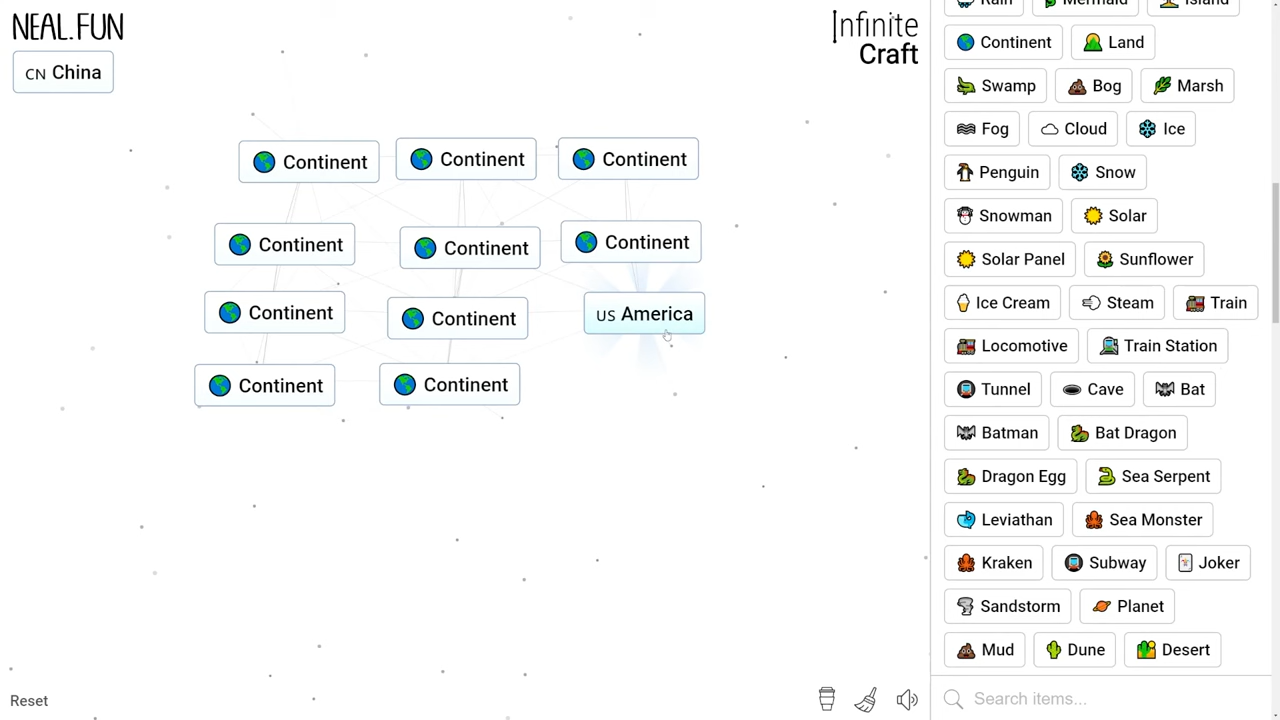 NEAL.FUN
Infinite
Craft
CN China
Continent Continent Continent
Continent Continent Continent
Continent Continent US America
Continent Continent
Reset
Rain Mermaid Island
Continent Land
Swamp Bog Marsh
Fog Cloud Ice
Penguin Snow
Snowman Solar
Solar Panel Sunflower
Ice Cream Steam Train
Locomotive Train Station
Tunnel Cave Bat
Batman Bat Dragon
Dragon Egg Sea Serpent
Leviathan Sea Monster
Kraken Subway Joker
Sandstorm Planet
Mud Dune Desert
Search items...